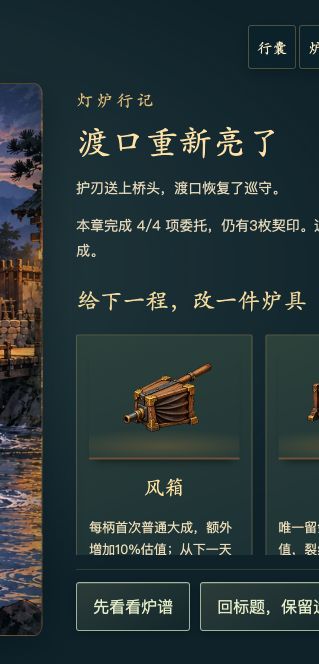 行囊
炉
灯炉行记
渡口重新亮了
护刃送上桥头，渡口恢复了巡守。
本章完成 4/4 项委托，仍有3枚契印。
成。
给下一程，改一件炉具
风箱
每柄首次普通大成，额外
增加10%估值；从下一天
唯一留
值，裂
先看看炉谱
回标题，保留